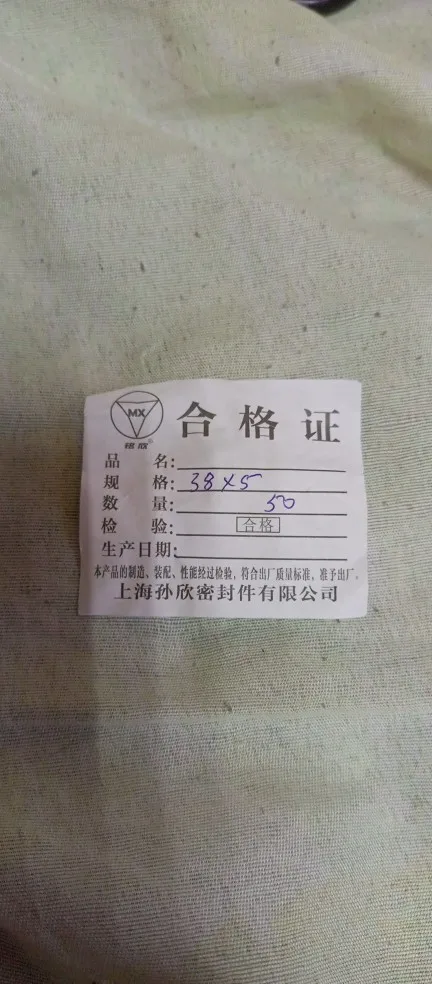 MX
铭欣®
合格证
品名:
规格: 38×5
数量: 50
检验: 合格
生产日期:
本产品的制造、装配、性能经过检验，符合出厂质量标准，准予出厂。
上海孙欣密封件有限公司